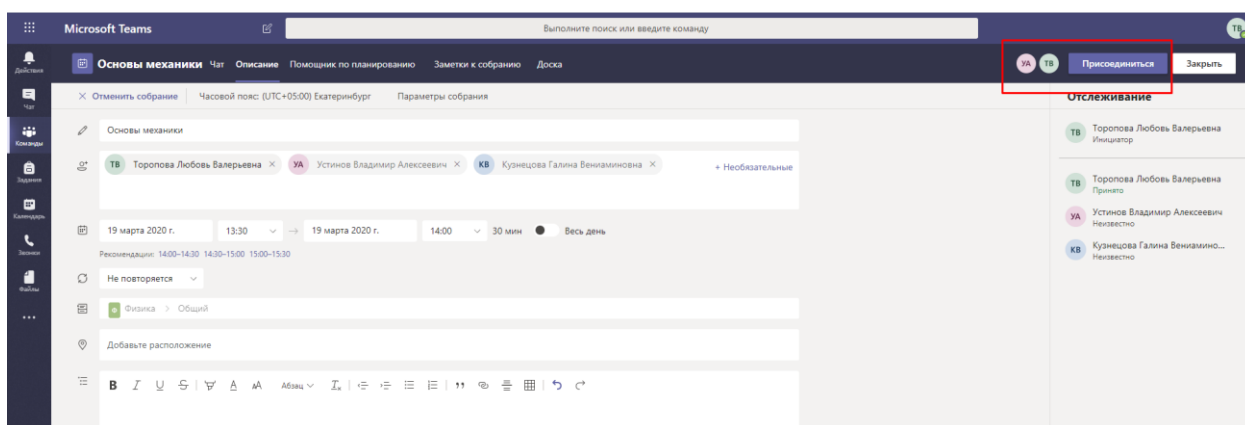 Microsoft Teams Выполните поиск или введите команду ТВ
Действия
Чат
Команды
Задания
Календарь
Звонки
Файлы
Основы механики Чат Описание Помощник по планированию Заметки к собранию Доска УА ТВ Присоединиться Закрыть
× Отменить собрание Часовой пояс: (UTC+05:00) Екатеринбург Параметры собрания
Основы механики
ТВ Торопова Любовь Валерьевна × УА Устинов Владимир Алексеевич × КВ Кузнецова Галина Вениаминовна × + Необязательные
19 марта 2020 г. 13:30 → 19 марта 2020 г. 14:00 30 мин Весь день
Рекомендации: 14:00–14:30 14:30–15:00 15:00–15:30
Не повторяется
Физика > Общий
Добавьте расположение
Абзац
Отслеживание
ТВ Торопова Любовь Валерьевна
Инициатор
ТВ Торопова Любовь Валерьевна
Принято
УА Устинов Владимир Алексеевич
Неизвестно
КВ Кузнецова Галина Вениамино...
Неизвестно